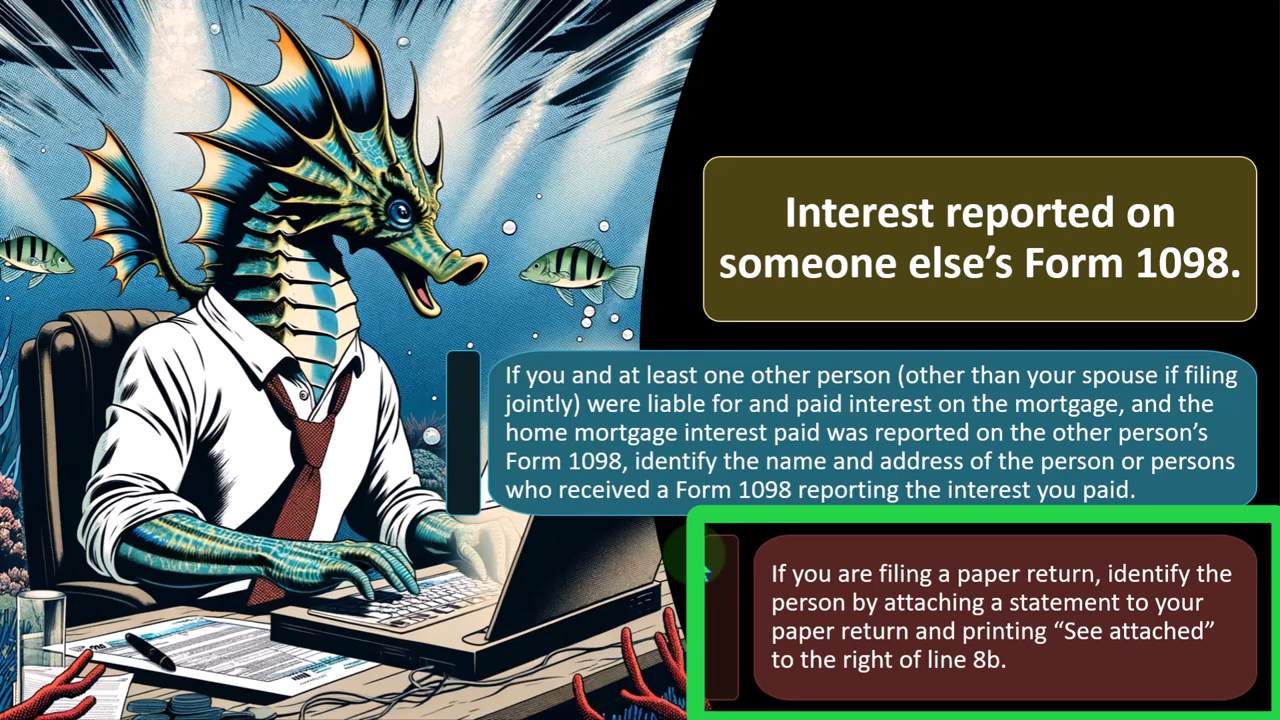 Interest reported on
someone else’s Form 1098.
If you and at least one other person (other than your spouse if filing
jointly) were liable for and paid interest on the mortgage, and the
home mortgage interest paid was reported on the other person’s
Form 1098, identify the name and address of the person or persons
who received a Form 1098 reporting the interest you paid.
If you are filing a paper return, identify the
person by attaching a statement to your
paper return and printing “See attached”
to the right of line 8b.